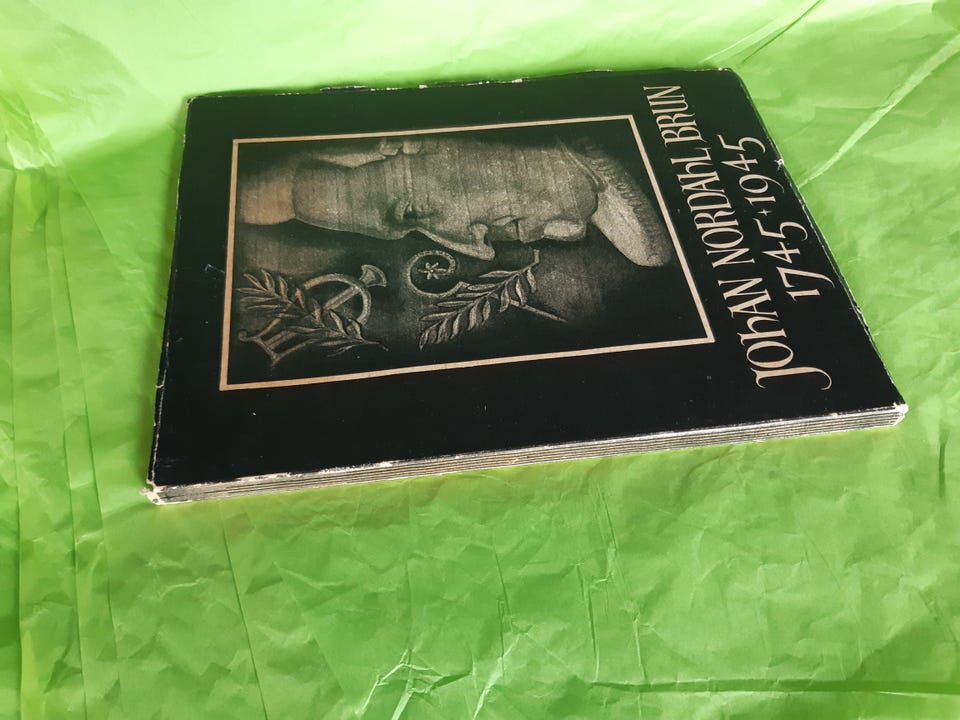 JOHAN NORDAHL BRUN
1745 + 1945